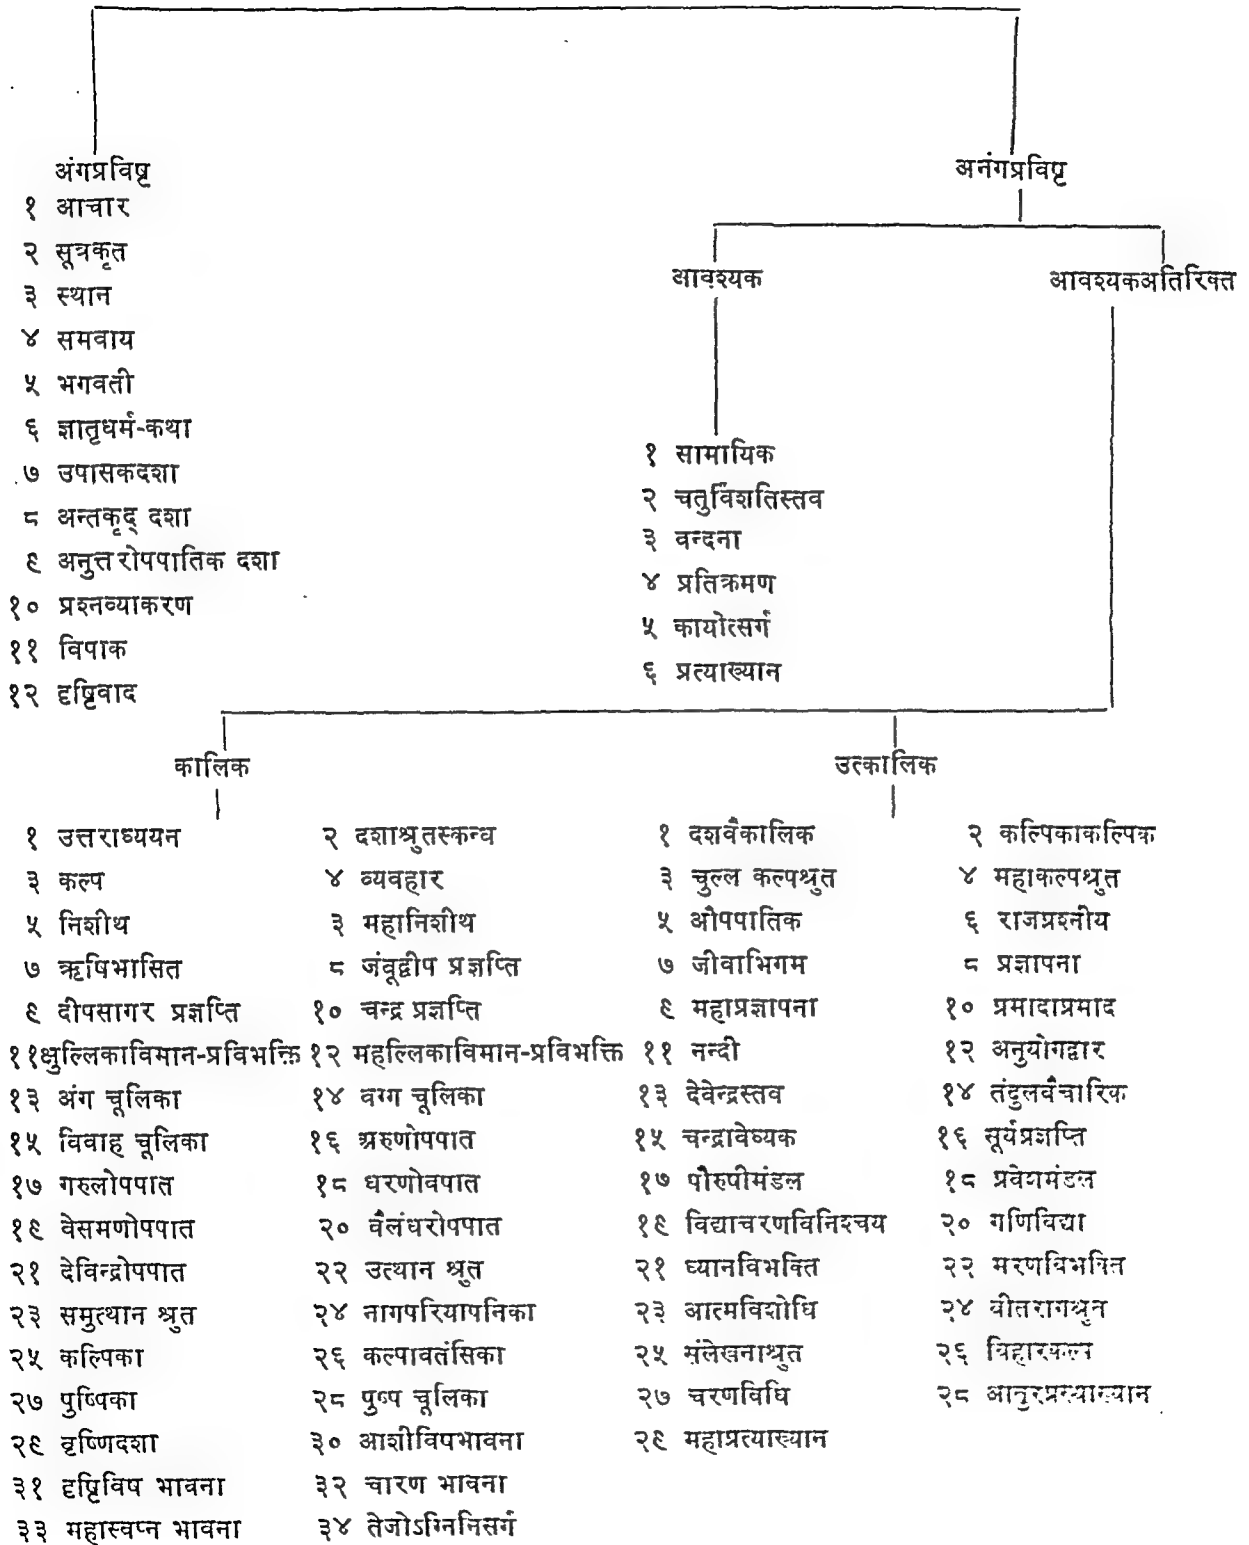 अंगप्रविष्ट
१ आचार
२ सूत्रकृत
३ स्थान
४ समवाय
५ भगवती
६ ज्ञातृधर्म-कथा
७ उपासकदशा
८ अन्तकृद् दशा
९ अनुत्तरोपपातिक दशा
१० प्रश्नव्याकरण
११ विपाक
१२ दृष्टिवाद
अनंगप्रविष्ट
आवश्यक
१ सामायिक
२ चतुर्विंशतिस्तव
३ वन्दना
४ प्रतिक्रमण
५ कायोत्सर्ग
६ प्रत्याख्यान
आवश्यकअतिरिक्त
कालिक
१ उत्तराध्ययन २ दशाश्रुतस्कन्ध
३ कल्प ४ व्यवहार
५ निशीथ ३ महानिशीथ
७ ऋषिभासित ८ जंबूद्वीप प्रज्ञप्ति
९ दीपसागर प्रज्ञप्ति १० चन्द्र प्रज्ञप्ति
११क्षुल्लिकाविमान-प्रविभक्ति १२ महल्लिकाविमान-प्रविभक्ति
१३ अंग चूलिका १४ वग्ग चूलिका
१५ विवाह चूलिका १६ अरुणोपपात
१७ गरुलोपपात १८ धरणोवपात
१९ वेसमणोपपात २० वैलंधरोपपात
२१ देविन्द्रोपपात २२ उत्थान श्रुत
२३ समुत्थान श्रुत २४ नागपरियापनिका
२५ कल्पिका २६ कल्पावतंसिका
२७ पुष्पिका २८ पुष्प चूलिका
२९ वृष्णिदशा ३० आशीविषभावना
३१ दृष्टिविष भावना ३२ चारण भावना
३३ महास्वप्न भावना ३४ तेजोऽग्निनिसर्ग
उत्कालिक
१ दशवैकालिक २ कल्पिकाकल्पिक
३ चुल्ल कल्पश्रुत ४ महाकल्पश्रुत
५ औपपातिक ६ राजप्रश्नीय
७ जीवाभिगम ८ प्रज्ञापना
९ महाप्रज्ञापना १० प्रमादाप्रमाद
११ नन्दी १२ अनुयोगद्वार
१३ देवेन्द्रस्तव १४ तंदुलवैचारिक
१५ चन्द्रावेध्यक १६ सूर्यप्रज्ञप्ति
१७ पौरुषीमंडल १८ प्रवेशमंडल
१९ विद्याचरणविनिश्चय २० गणिविद्या
२१ ध्यानविभक्ति २२ मरणविभक्ति
२३ आत्मविशोधि २४ वीतरागश्रुत
२५ संलेखनाश्रुत २६ विहारकल्प
२७ चरणविधि २८ आतुरप्रत्याख्यान
२९ महाप्रत्याख्यान